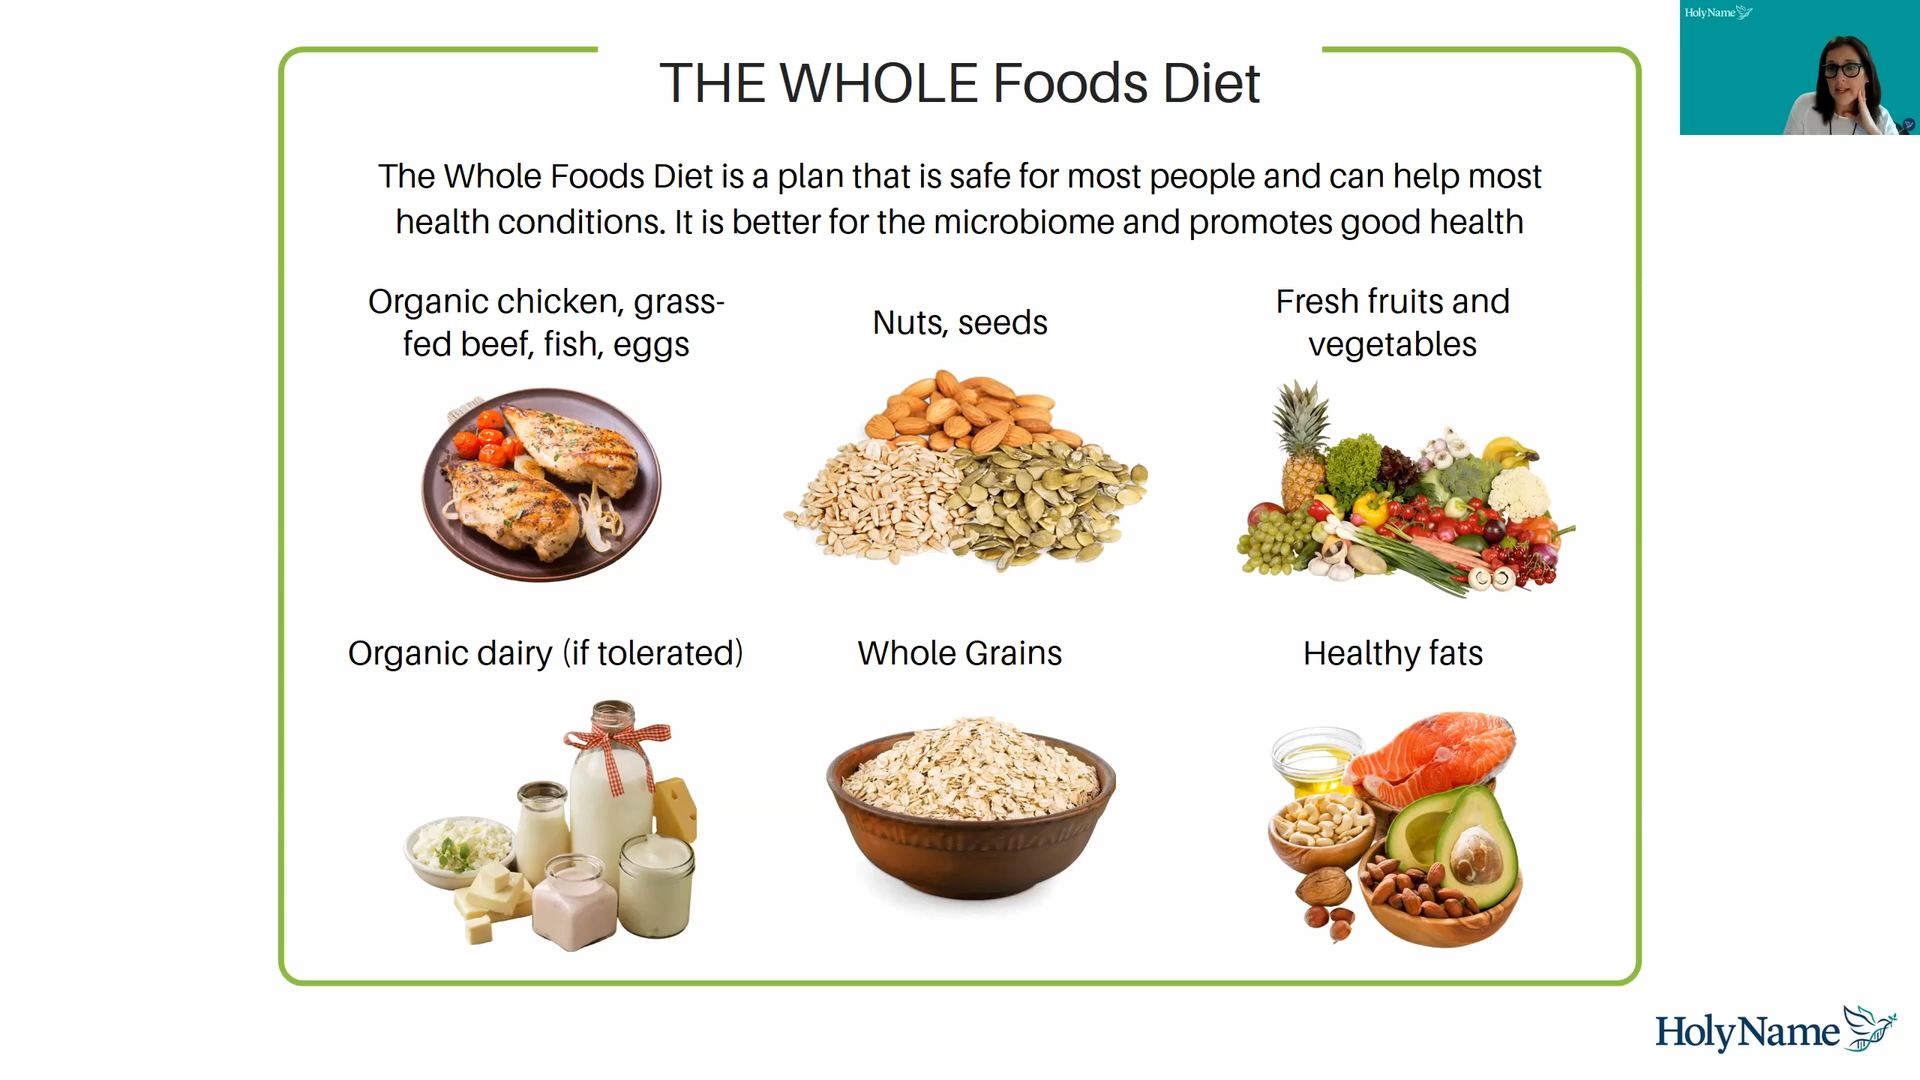 HolyName
THE WHOLE Foods Diet
The Whole Foods Diet is a plan that is safe for most people and can help most
health conditions. It is better for the microbiome and promotes good health
Organic chicken, grass-
fed beef, fish, eggs
Nuts, seeds
Fresh fruits and
vegetables
Organic dairy (if tolerated)
Whole Grains
Healthy fats
HolyName